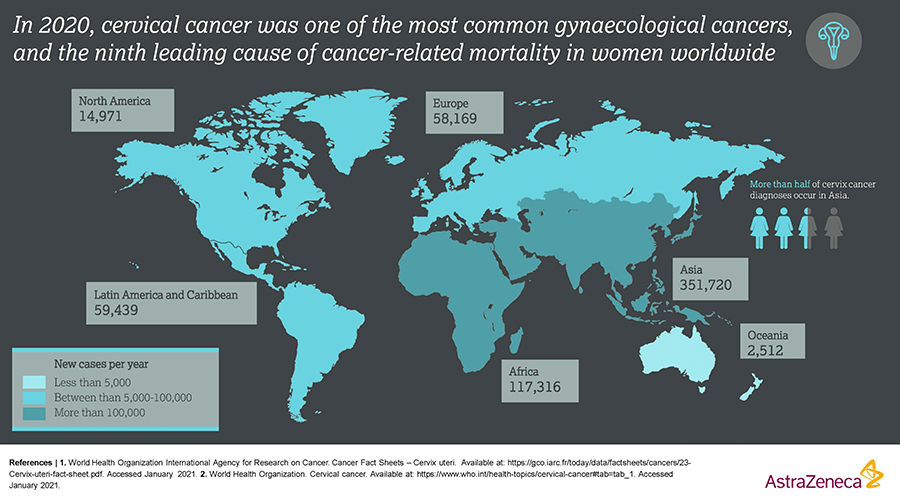 In 2020, cervical cancer was one of the most common gynaecological cancers,
and the ninth leading cause of cancer-related mortality in women worldwide
North America
14,971
Europe
58,169
More than half of cervix cancer
diagnoses occur in Asia.
Asia
351,720
Latin America and Caribbean
59,439
Oceania
2,512
Africa
117,316
New cases per year
Less than 5,000
Between than 5,000-100,000
More than 100,000
References | 1. World Health Organization International Agency for Research on Cancer. Cancer Fact Sheets – Cervix uteri. Available at: https://gco.iarc.fr/today/data/factsheets/cancers/23-
Cervix-uteri-fact-sheet.pdf. Accessed January 2021. 2. World Health Organization. Cervical cancer. Available at: https://www.who.int/health-topics/cervical-cancer#tab=tab_1. Accessed
January 2021.
AstraZeneca